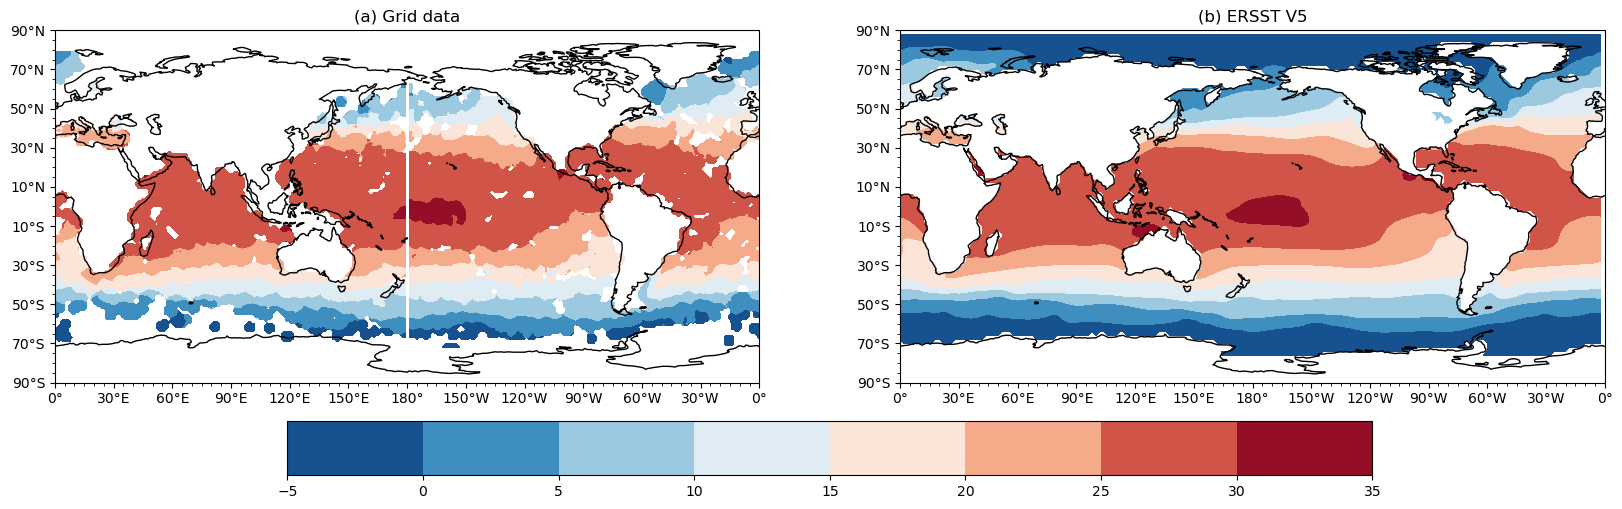 (a) Grid data
90°N
70°N
50°N
30°N
10°N
10°S
30°S
50°S
70°S
90°S
0° 30°E 60°E 90°E 120°E 150°E 180° 150°W 120°W 90°W 60°W 30°W 0°
(b) ERSST V5
90°N
70°N
50°N
30°N
10°N
10°S
30°S
50°S
70°S
90°S
0° 30°E 60°E 90°E 120°E 150°E 180° 150°W 120°W 90°W 60°W 30°W 0°
−5 0 5 10 15 20 25 30 35